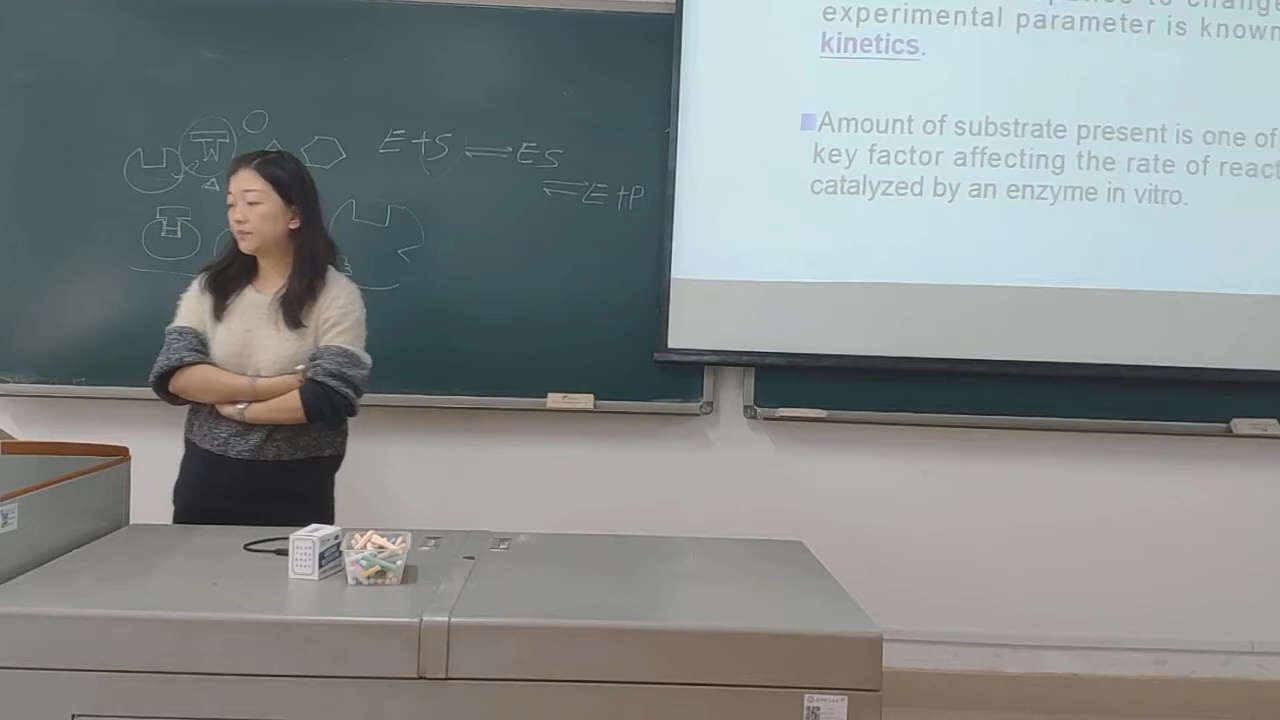 experimental parameter is known
kinetics.
Amount of substrate present is one of
key factor affecting the rate of react
catalyzed by an enzyme in vitro.
E+S ⇌ ES
⇌ E+P